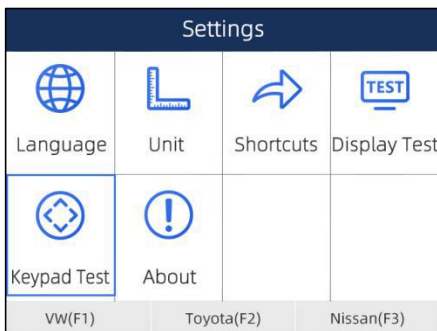 Settings
TEST
Language Unit Shortcuts Display Test
Keypad Test About
VW(F1) Toyota(F2) Nissan(F3)